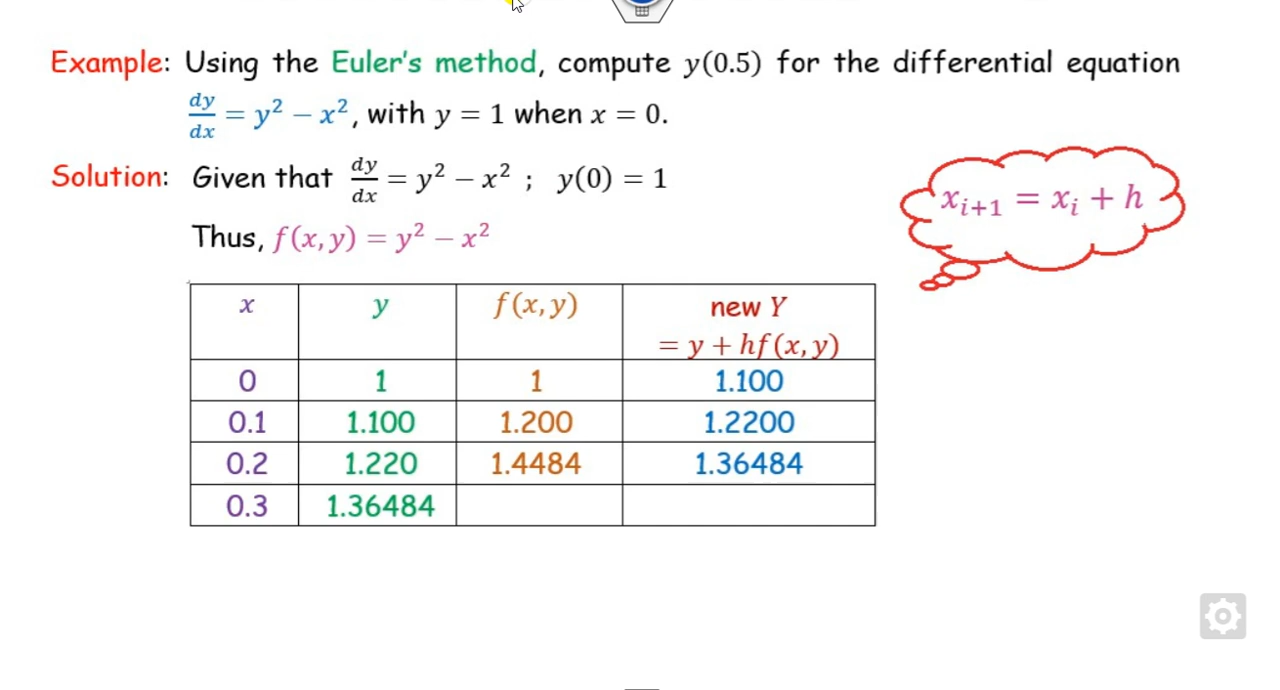 Example: Using the Euler's method, compute y(0.5) for the differential equation
dy/dx = y² − x², with y = 1 when x = 0.
Solution: Given that dy/dx = y² − x² ; y(0) = 1
xᵢ₊₁ = xᵢ + h
Thus, f(x, y) = y² − x²
x y f(x, y) new Y
= y + hf(x, y)
0 1 1 1.100
0.1 1.100 1.200 1.2200
0.2 1.220 1.4484 1.36484
0.3 1.36484